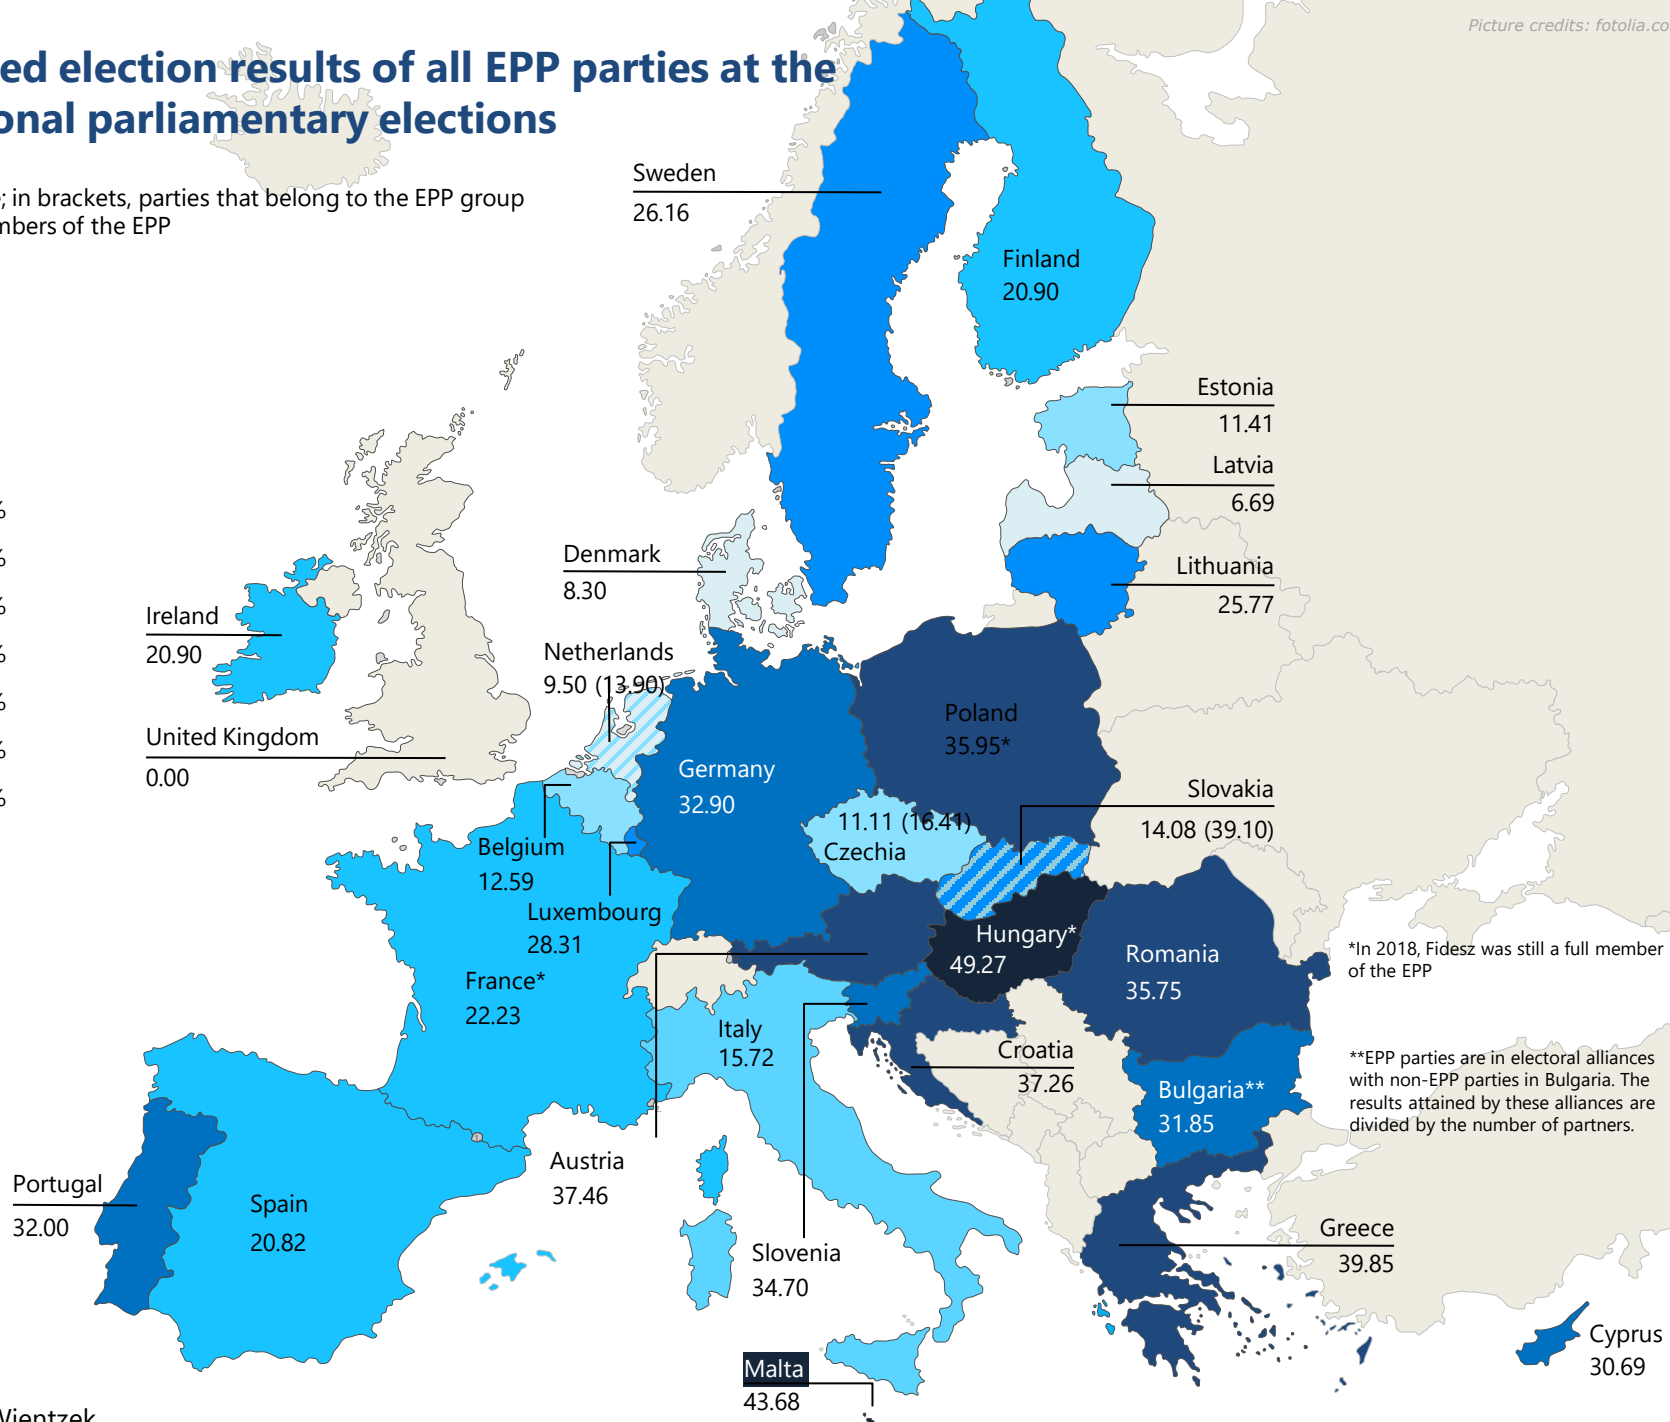 Picture credits: fotolia.co
ed election results of all EPP parties at the
onal parliamentary elections
; in brackets, parties that belong to the EPP group
mbers of the EPP
Sweden
26.16
Finland
20.90
Estonia
11.41
Latvia
6.69
Lithuania
25.77
Denmark
8.30
Ireland
20.90
Netherlands
9.50 (13.90)
United Kingdom
0.00
%
%
%
%
%
%
%
Poland
35.95*
Germany
32.90
Slovakia
14.08 (39.10)
11.11 (16.41)
Czechia
Belgium
12.59
Luxembourg
28.31
Hungary*
49.27
Romania
35.75
*In 2018, Fidesz was still a full member
of the EPP
France*
22.23
Italy
15.72
Croatia
37.26
**EPP parties are in electoral alliances
with non-EPP parties in Bulgaria. The
results attained by these alliances are
divided by the number of partners.
Bulgaria**
31.85
Austria
37.46
Portugal
32.00
Spain
20.82
Slovenia
34.70
Greece
39.85
Cyprus
30.69
Malta
43.68
Wientzek